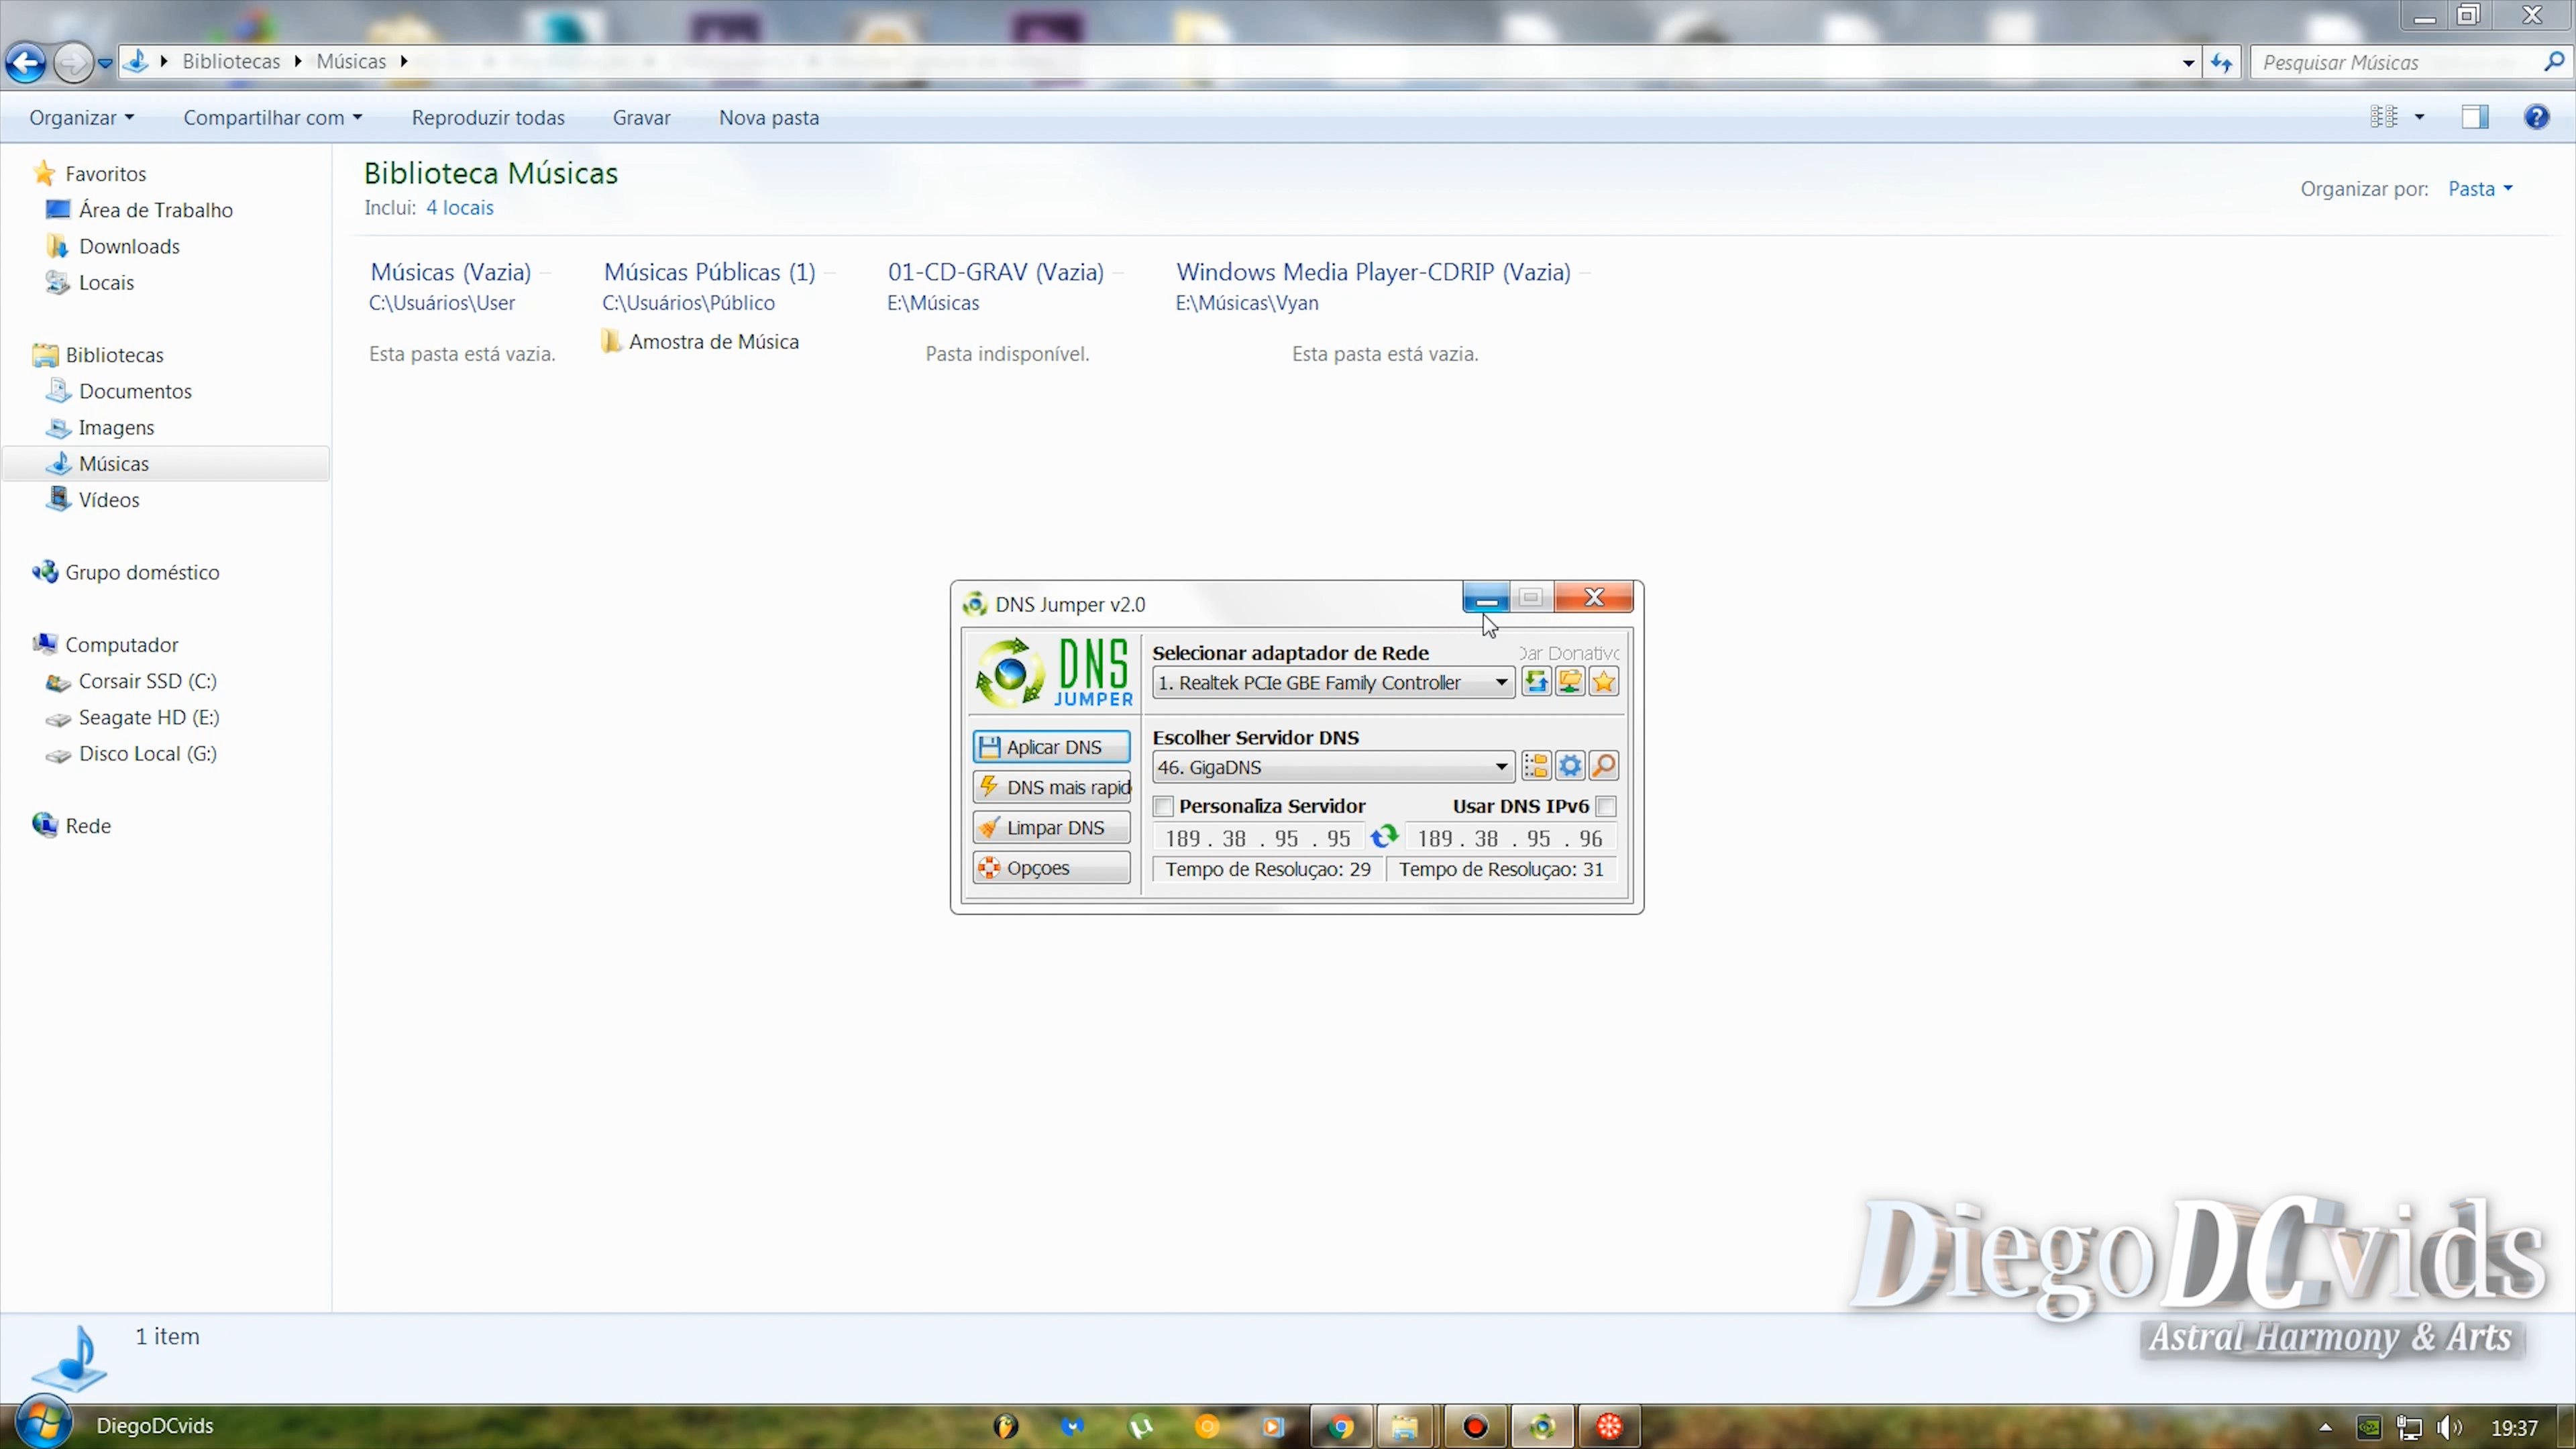 Bibliotecas
Músicas
Pesquisar Músicas
Organizar
Compartilhar com
Reproduzir todas
Gravar
Nova pasta
Favoritos
Área de Trabalho
Downloads
Locais
Bibliotecas
Documentos
Imagens
Músicas
Vídeos
Grupo doméstico
Computador
Corsair SSD (C:)
Seagate HD (E:)
Disco Local (G:)
Rede
Biblioteca Músicas
Inclui: 4 locais
Organizar por: Pasta
Músicas (Vazia)
C:\Usuários\User
Esta pasta está vazia.
Músicas Públicas (1)
C:\Usuários\Público
Amostra de Música
01-CD-GRAV (Vazia)
E:\Músicas
Pasta indisponível.
Windows Media Player-CDRIP (Vazia)
E:\Músicas\Vyan
Esta pasta está vazia.
DNS Jumper v2.0
DNS
JUMPER
Selecionar adaptador de Rede
Dar Donativo
1. Realtek PCIe GBE Family Controller
Aplicar DNS
DNS mais rapid
Limpar DNS
Opçoes
Escolher Servidor DNS
46. GigaDNS
Personaliza Servidor
Usar DNS IPv6
189 . 38 . 95 . 95
189 . 38 . 95 . 96
Tempo de Resoluçao: 29
Tempo de Resoluçao: 31
DiegoDCvids
Astral Harmony & Arts
1 item
DiegoDCvids
19:37